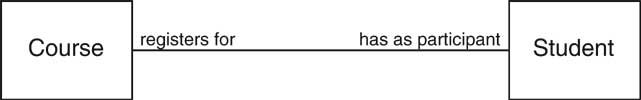 Course
registers for
has as participant
Student